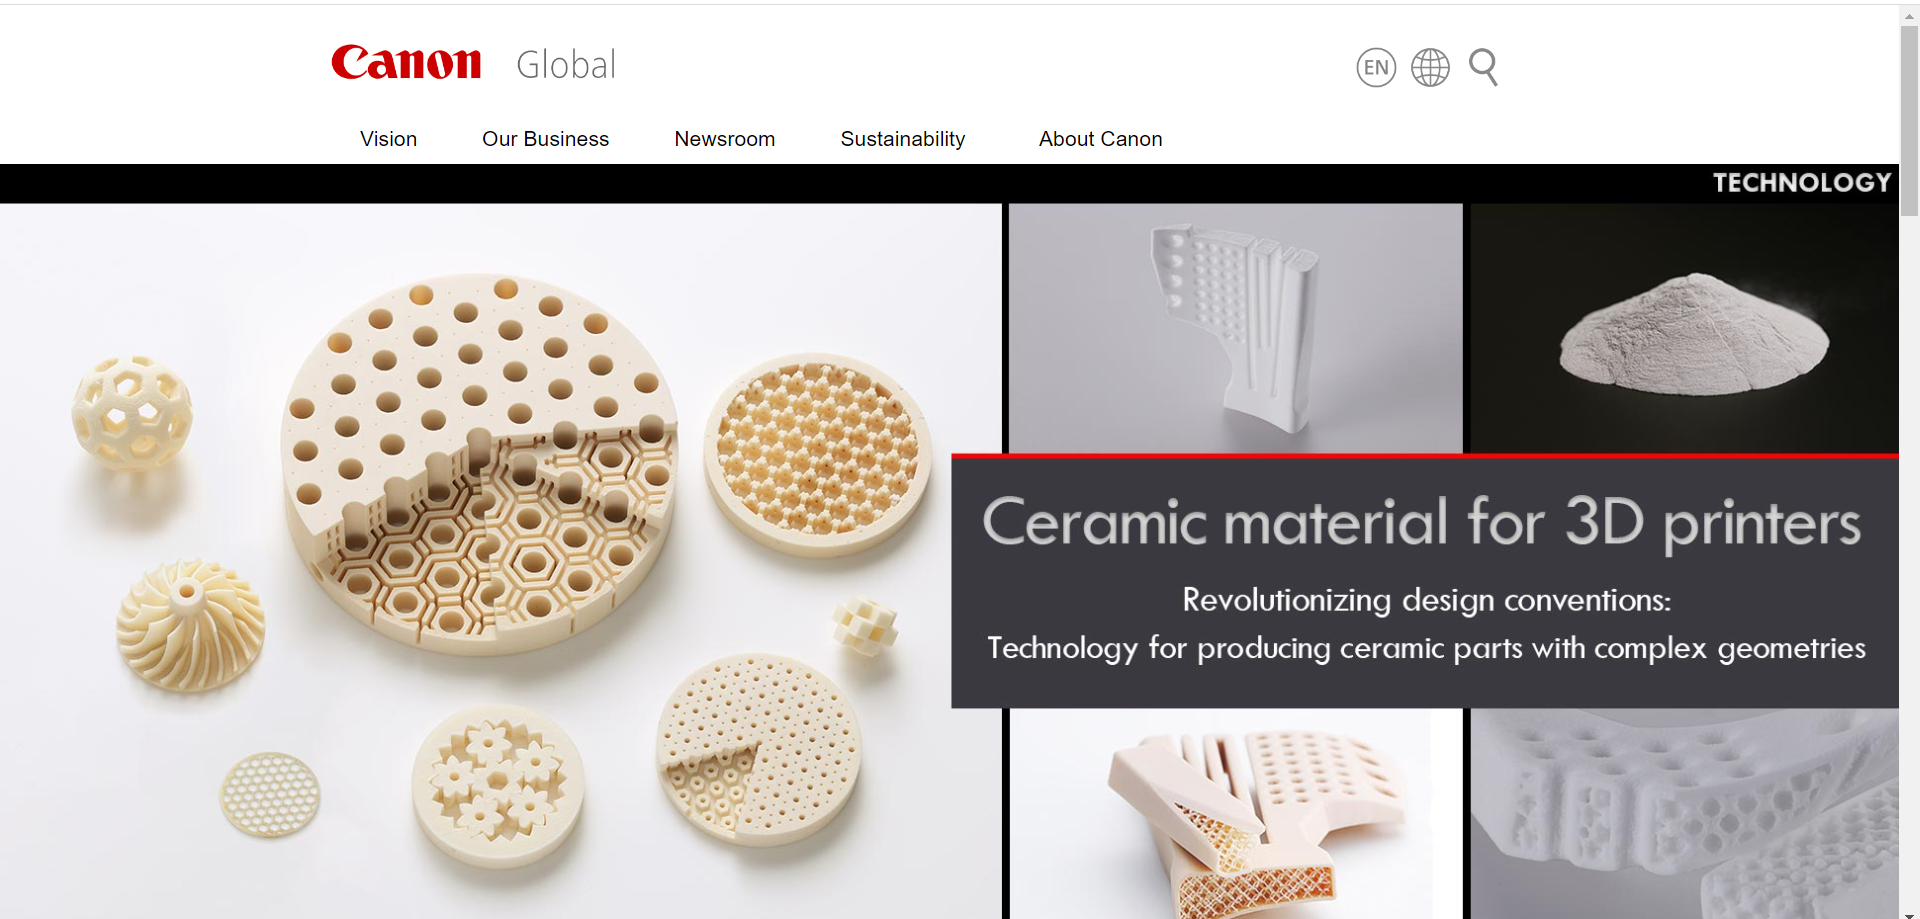 Canon Global
EN
Vision Our Business Newsroom Sustainability About Canon
TECHNOLOGY
Ceramic material for 3D printers
Revolutionizing design conventions:
Technology for producing ceramic parts with complex geometries